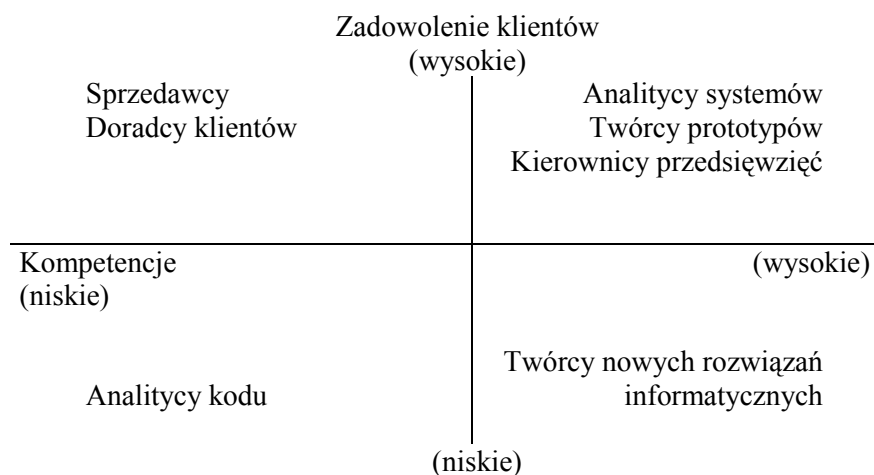 Zadowolenie klientów
(wysokie)
Sprzedawcy
Doradcy klientów
Analitycy systemów
Twórcy prototypów
Kierownicy przedsięwzięć
Kompetencje
(niskie)
(wysokie)
Analitycy kodu
Twórcy nowych rozwiązań
informatycznych
(niskie)